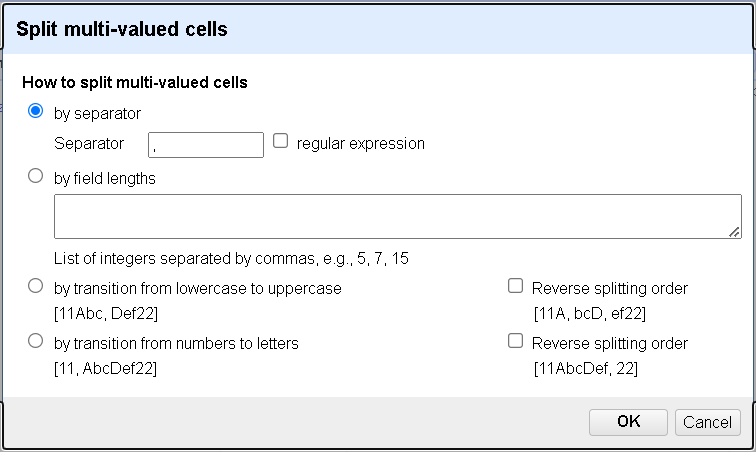 Split multi-valued cells
How to split multi-valued cells
by separator
Separator , regular expression
by field lengths
List of integers separated by commas, e.g., 5, 7, 15
by transition from lowercase to uppercase Reverse splitting order
[11Abc, Def22] [11A, bcD, ef22]
by transition from numbers to letters Reverse splitting order
[11, AbcDef22] [11AbcDef, 22]
OK Cancel